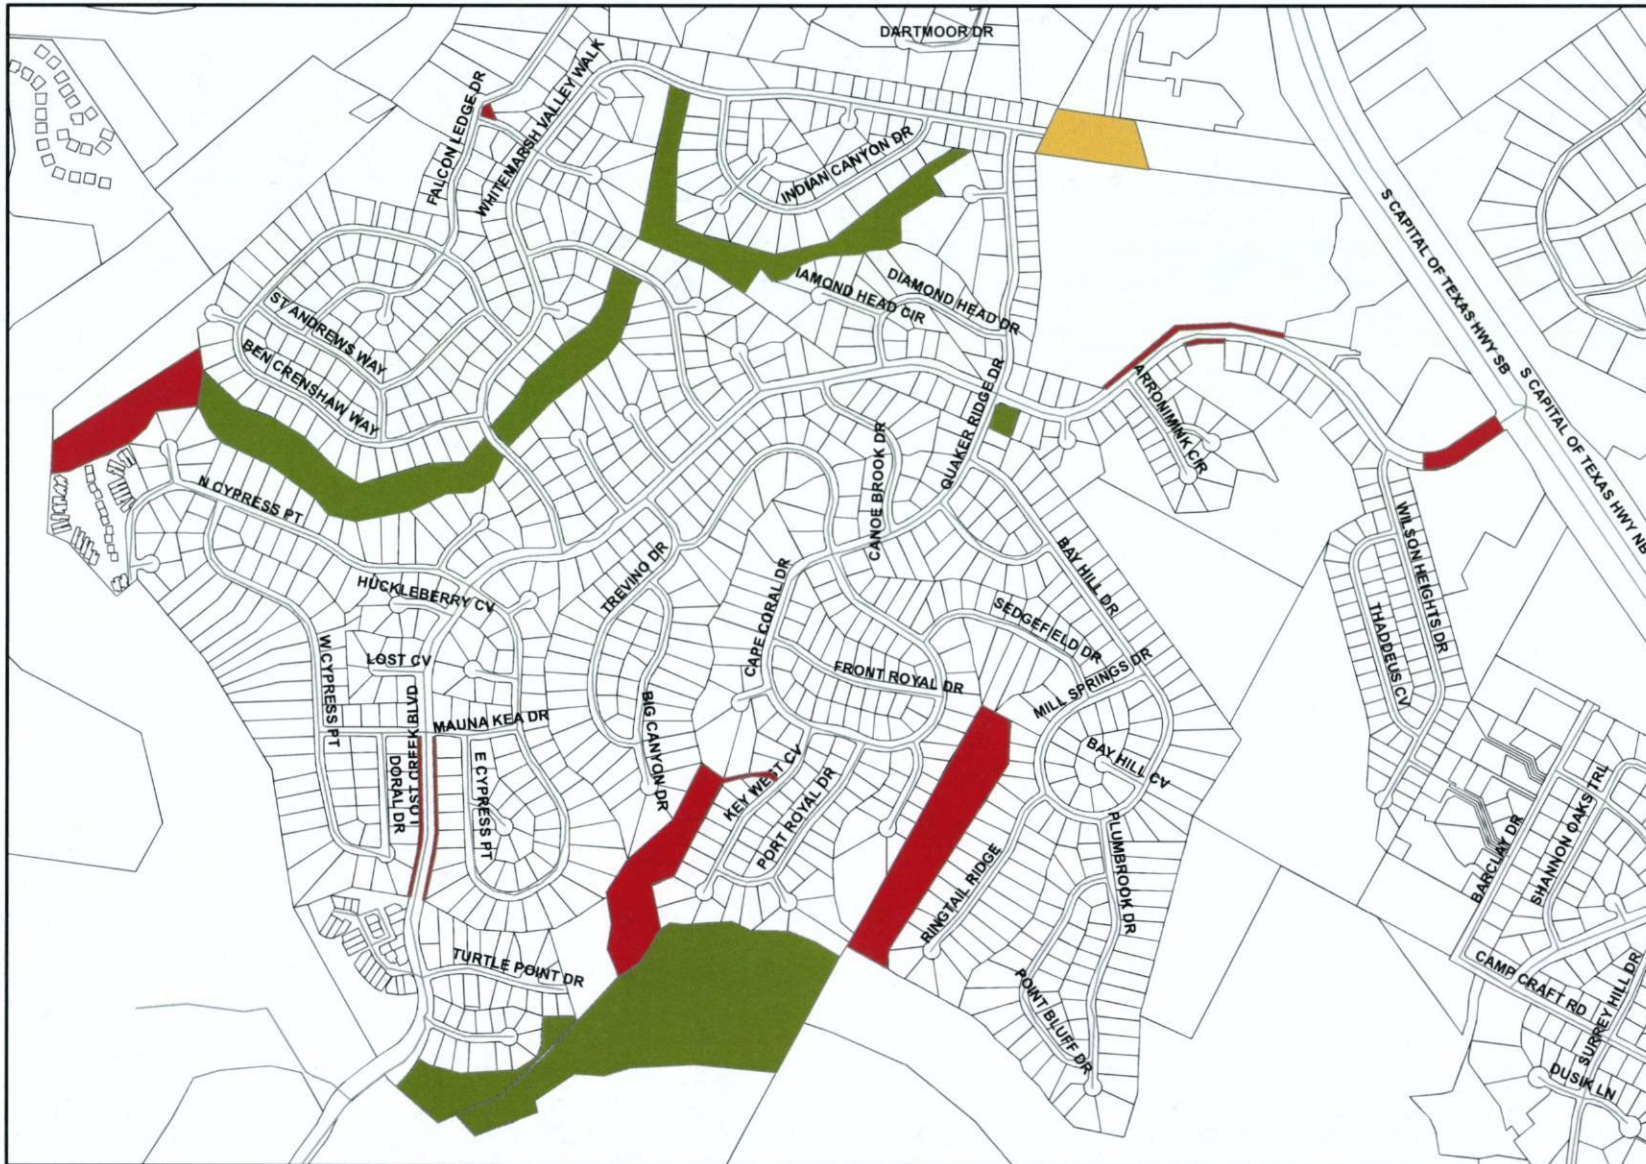 DARTMOOR DR
FALCON LEDGE DR
WHITEMARSH VALLEY WALK
INDIAN CANYON DR
S CAPITAL OF TEXAS HWY SB
S CAPITAL OF TEXAS HWY NB
DIAMOND HEAD DR
IAMOND HEAD CIR
ST ANDREWS WAY
BEN CRENSHAW WAY
QUAKER RIDGE DR
ARRONIMINK CIR
CANOE BROOK DR
N CYPRESS PT
WILSON HEIGHTS DR
TREVINO DR
BAY HILL DR
HUCKLEBERRY CV
CAPE CORAL DR
SEDGEFIELD DR
THADDEUS CV
W CYPRESS PT
LOST CV
FRONT ROYAL DR
MILL SPRINGS DR
LOST CREEK BLVD
MAUNA KEA DR
BIG CANYON DR
BAY HILL CV
DORAL DR
E CYPRESS PT
KEY WEST CV
PORT ROYAL DR
PLUMBROOK DR
BARCLAY DR
SHANNON OAKS TRL
RINGTAIL RIDGE
TURTLE POINT DR
POINT BLUFF DR
CAMP CRAFT RD
SURREY HILL DR
DUSIK LN